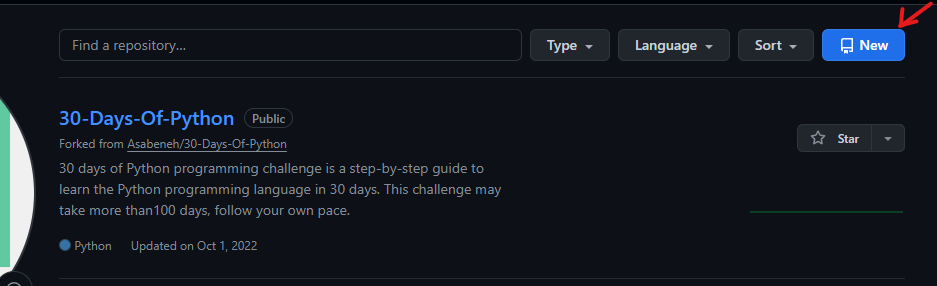 Find a repository...
Type
Language
Sort
New
30-Days-Of-Python
Public
Forked from Asabeneh/30-Days-Of-Python
Star
30 days of Python programming challenge is a step-by-step guide to
learn the Python programming language in 30 days. This challenge may
take more than100 days, follow your own pace.
Python Updated on Oct 1, 2022